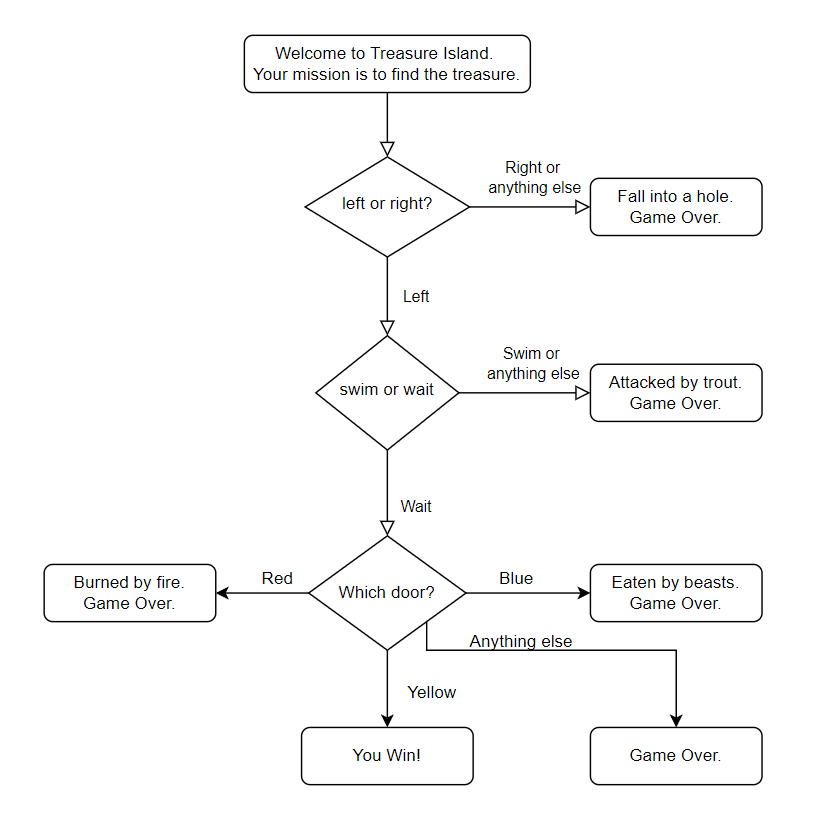 Welcome to Treasure Island.
Your mission is to find the treasure.
Right or
anything else
left or right?
Fall into a hole.
Game Over.
Left
Swim or
anything else
swim or wait
Attacked by trout.
Game Over.
Wait
Red
Blue
Burned by fire.
Game Over.
Which door?
Eaten by beasts.
Game Over.
Anything else
Yellow
You Win!
Game Over.